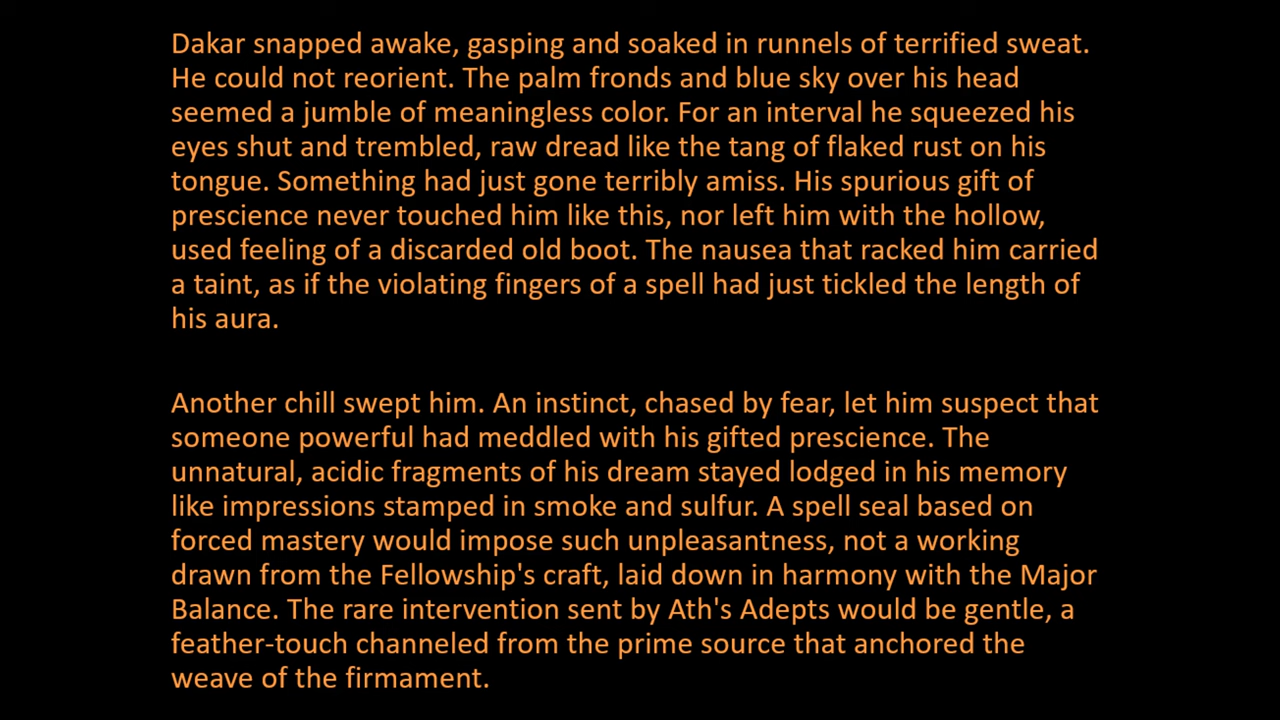 Dakar snapped awake, gasping and soaked in runnels of terrified sweat.
He could not reorient. The palm fronds and blue sky over his head
seemed a jumble of meaningless color. For an interval he squeezed his
eyes shut and trembled, raw dread like the tang of flaked rust on his
tongue. Something had just gone terribly amiss. His spurious gift of
prescience never touched him like this, nor left him with the hollow,
used feeling of a discarded old boot. The nausea that racked him carried
a taint, as if the violating fingers of a spell had just tickled the length of
his aura.
Another chill swept him. An instinct, chased by fear, let him suspect that
someone powerful had meddled with his gifted prescience. The
unnatural, acidic fragments of his dream stayed lodged in his memory
like impressions stamped in smoke and sulfur. A spell seal based on
forced mastery would impose such unpleasantness, not a working
drawn from the Fellowship's craft, laid down in harmony with the Major
Balance. The rare intervention sent by Ath's Adepts would be gentle, a
feather-touch channeled from the prime source that anchored the
weave of the firmament.